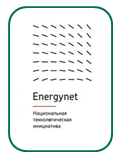 Energynet
Национальная
технологическая
инициатива